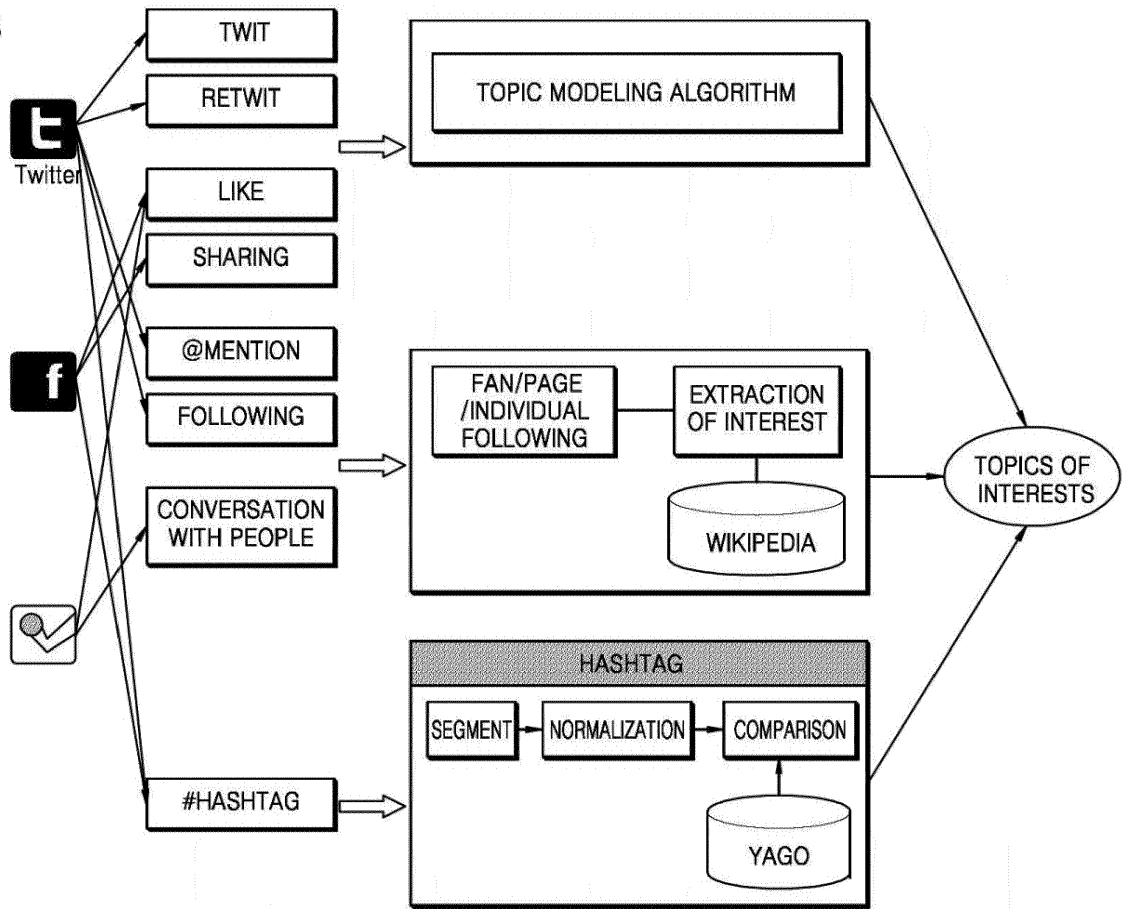 TWIT
RETWIT
Twitter
LIKE
SHARING
@MENTION
FOLLOWING
CONVERSATION
WITH PEOPLE
#HASHTAG
TOPIC MODELING ALGORITHM
FAN/PAGE
/INDIVIDUAL
FOLLOWING
EXTRACTION
OF INTEREST
WIKIPEDIA
HASHTAG
SEGMENT
NORMALIZATION
COMPARISON
YAGO
TOPICS OF
INTERESTS